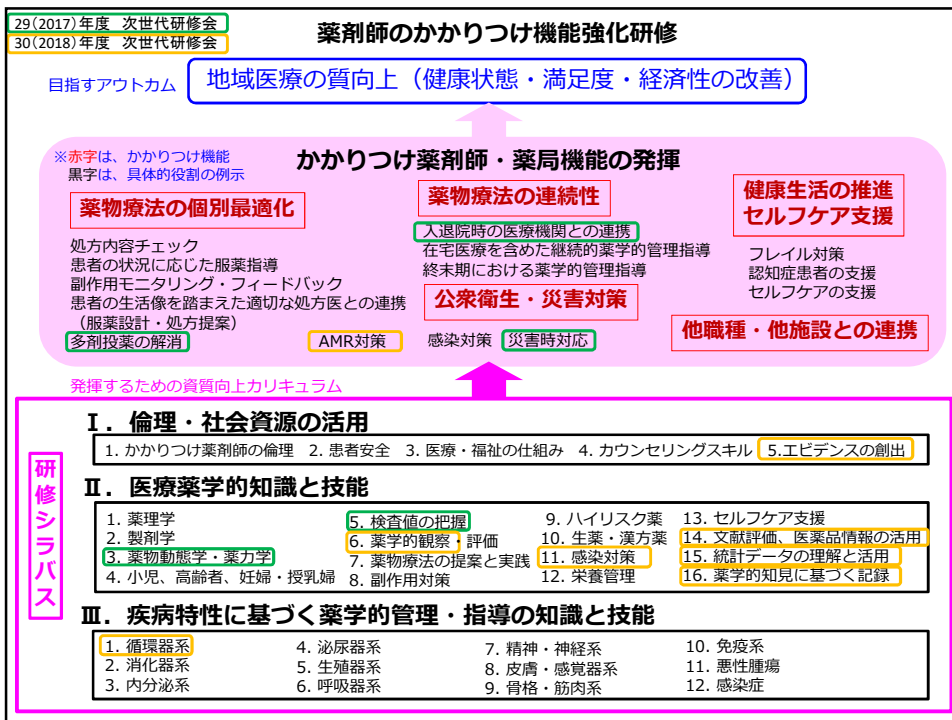 29(2017)年度 次世代研修会
30(2018)年度 次世代研修会
薬剤師のかかりつけ機能強化研修
目指すアウトカム
地域医療の質向上（健康状態・満足度・経済性の改善）
※赤字は、かかりつけ機能
黒字は、具体的役割の例示
かかりつけ薬剤師・薬局機能の発揮
薬物療法の個別最適化
処方内容チェック
患者の状況に応じた服薬指導
副作用モニタリング・フィードバック
患者の生活像を踏まえた適切な処方医との連携
（服薬設計・処方提案）
多剤投薬の解消
AMR対策
薬物療法の連続性
入退院時の医療機関との連携
在宅医療を含めた継続的薬学的管理指導
終末期における薬学的管理指導
公衆衛生・災害対策
感染対策
災害時対応
健康生活の推進
セルフケア支援
フレイル対策
認知症患者の支援
セルフケアの支援
他職種・他施設との連携
発揮するための資質向上カリキュラム
研修シラバス
Ⅰ．倫理・社会資源の活用
1. かかりつけ薬剤師の倫理 2. 患者安全 3. 医療・福祉の仕組み 4. カウンセリングスキル 5.エビデンスの創出
Ⅱ．医療薬学的知識と技能
1. 薬理学
2. 製剤学
3. 薬物動態学・薬力学
4. 小児、高齢者、妊婦・授乳婦
5. 検査値の把握
6. 薬学的観察・評価
7. 薬物療法の提案と実践
8. 副作用対策
9. ハイリスク薬
10. 生薬・漢方薬
11. 感染対策
12. 栄養管理
13. セルフケア支援
14. 文献評価、医薬品情報の活用
15. 統計データの理解と活用
16. 薬学的知見に基づく記録
Ⅲ．疾病特性に基づく薬学的管理・指導の知識と技能
1. 循環器系
2. 消化器系
3. 内分泌系
4. 泌尿器系
5. 生殖器系
6. 呼吸器系
7. 精神・神経系
8. 皮膚・感覚器系
9. 骨格・筋肉系
10. 免疫系
11. 悪性腫瘍
12. 感染症